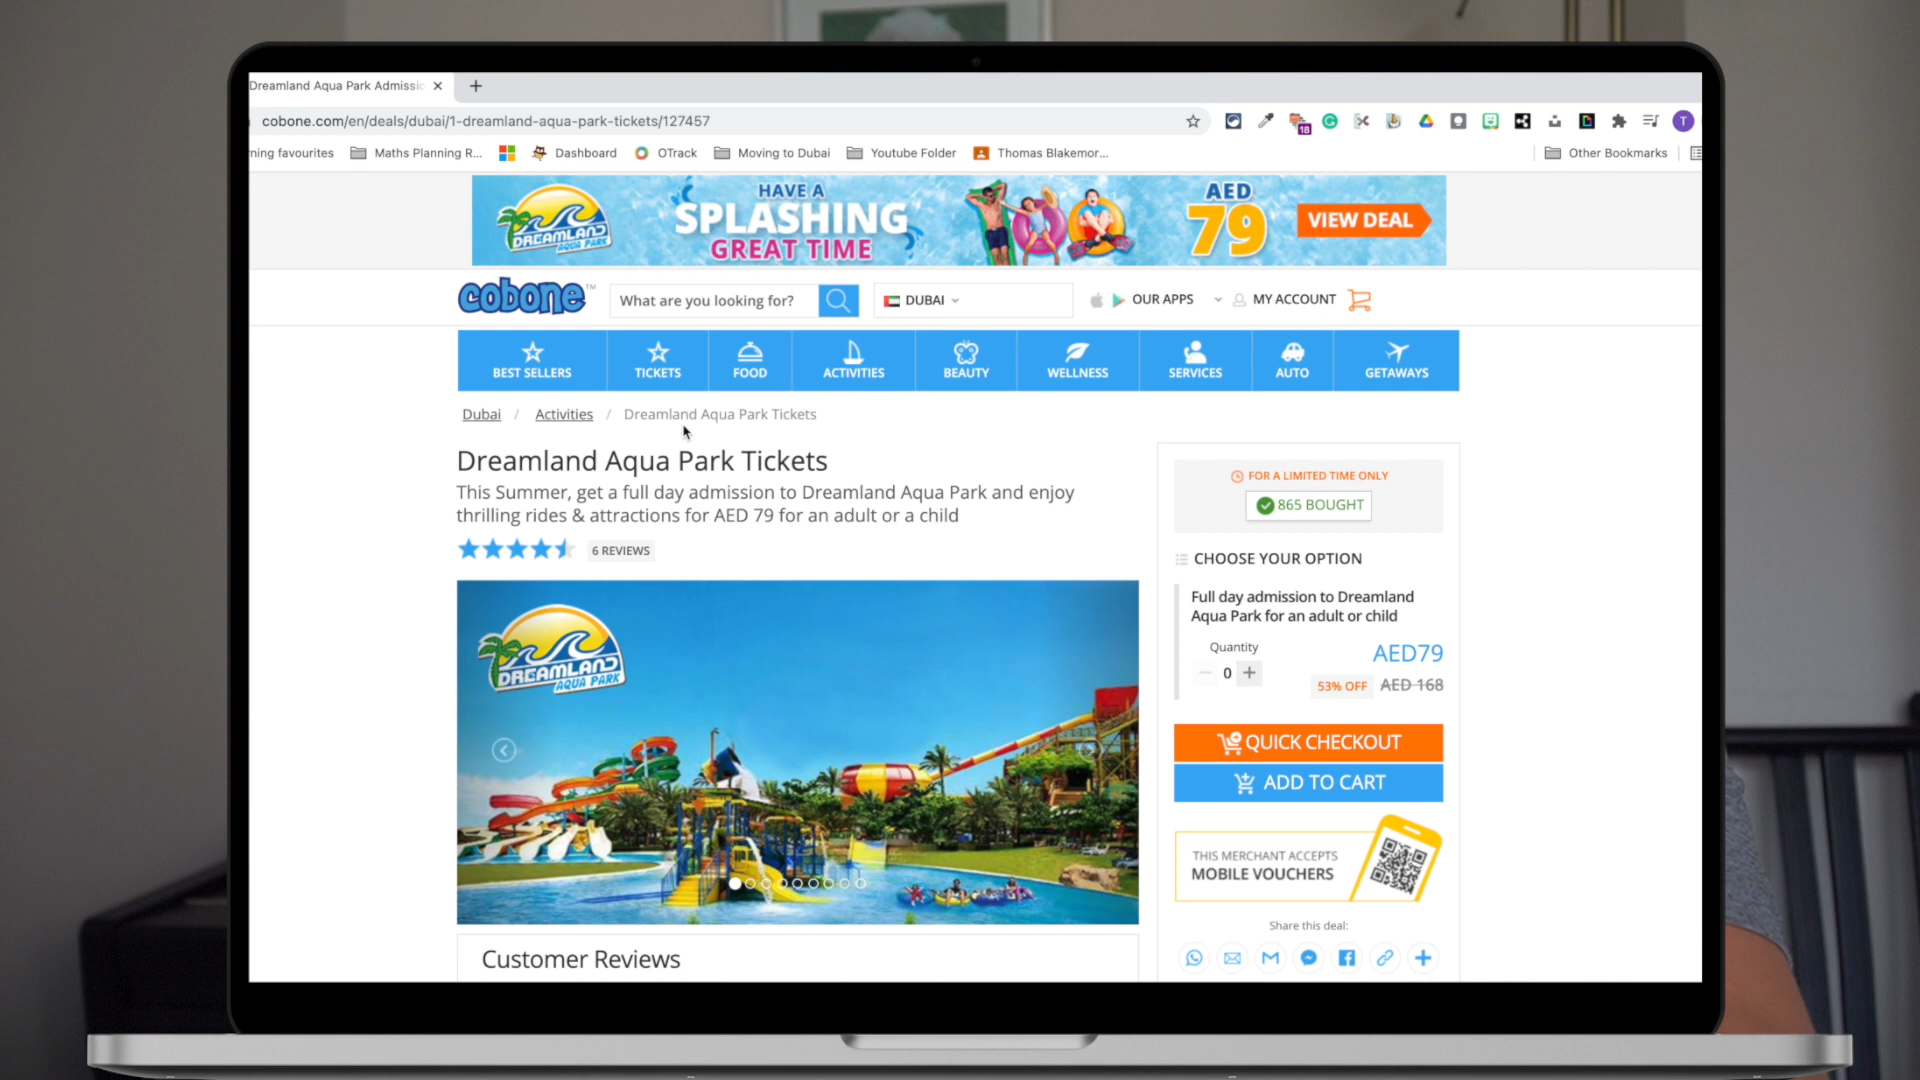 Dreamland Aqua Park Admissic
cobone.com/en/deals/dubai/1-dreamland-aqua-park-tickets/127457
18
T
ning favourites
Maths Planning R...
Dashboard
OTrack
Moving to Dubai
Youtube Folder
Thomas Blakemor...
Other Bookmarks
DREAMLAND
AQUA PARK
HAVE A
SPLASHING
GREAT TIME
AED
79
VIEW DEAL
cobone™
What are you looking for?
DUBAI
OUR APPS
MY ACCOUNT
BEST SELLERS
TICKETS
FOOD
ACTIVITIES
BEAUTY
WELLNESS
SERVICES
AUTO
GETAWAYS
Dubai / Activities / Dreamland Aqua Park Tickets
Dreamland Aqua Park Tickets
This Summer, get a full day admission to Dreamland Aqua Park and enjoy
thrilling rides & attractions for AED 79 for an adult or a child
6 REVIEWS
DREAMLAND
AQUA PARK
Customer Reviews
FOR A LIMITED TIME ONLY
865 BOUGHT
CHOOSE YOUR OPTION
Full day admission to Dreamland
Aqua Park for an adult or child
Quantity
0
AED79
53% OFF AED 168
QUICK CHECKOUT
ADD TO CART
THIS MERCHANT ACCEPTS
MOBILE VOUCHERS
Share this deal: